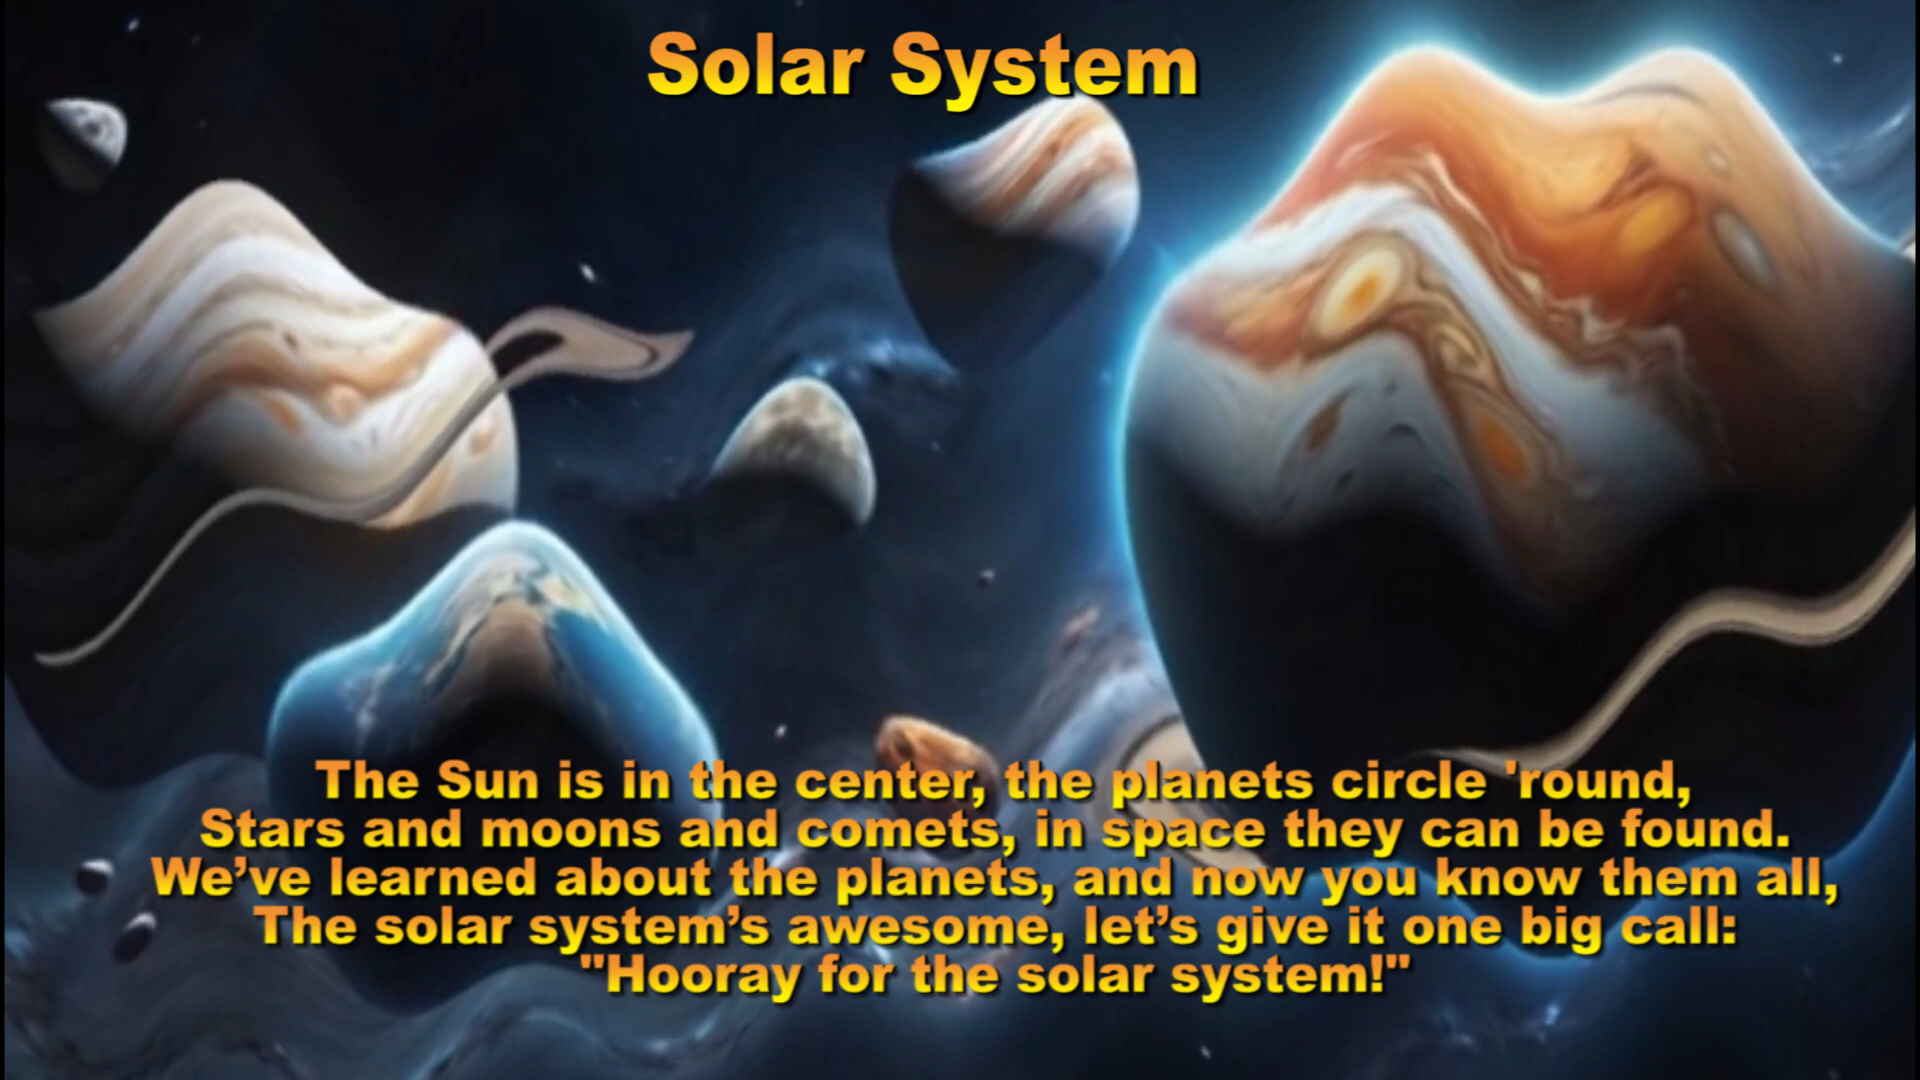 Solar System
The Sun is in the center, the planets circle 'round,
Stars and moons and comets, in space they can be found.
We’ve learned about the planets, and now you know them all,
The solar system’s awesome, let’s give it one big call:
"Hooray for the solar system!"